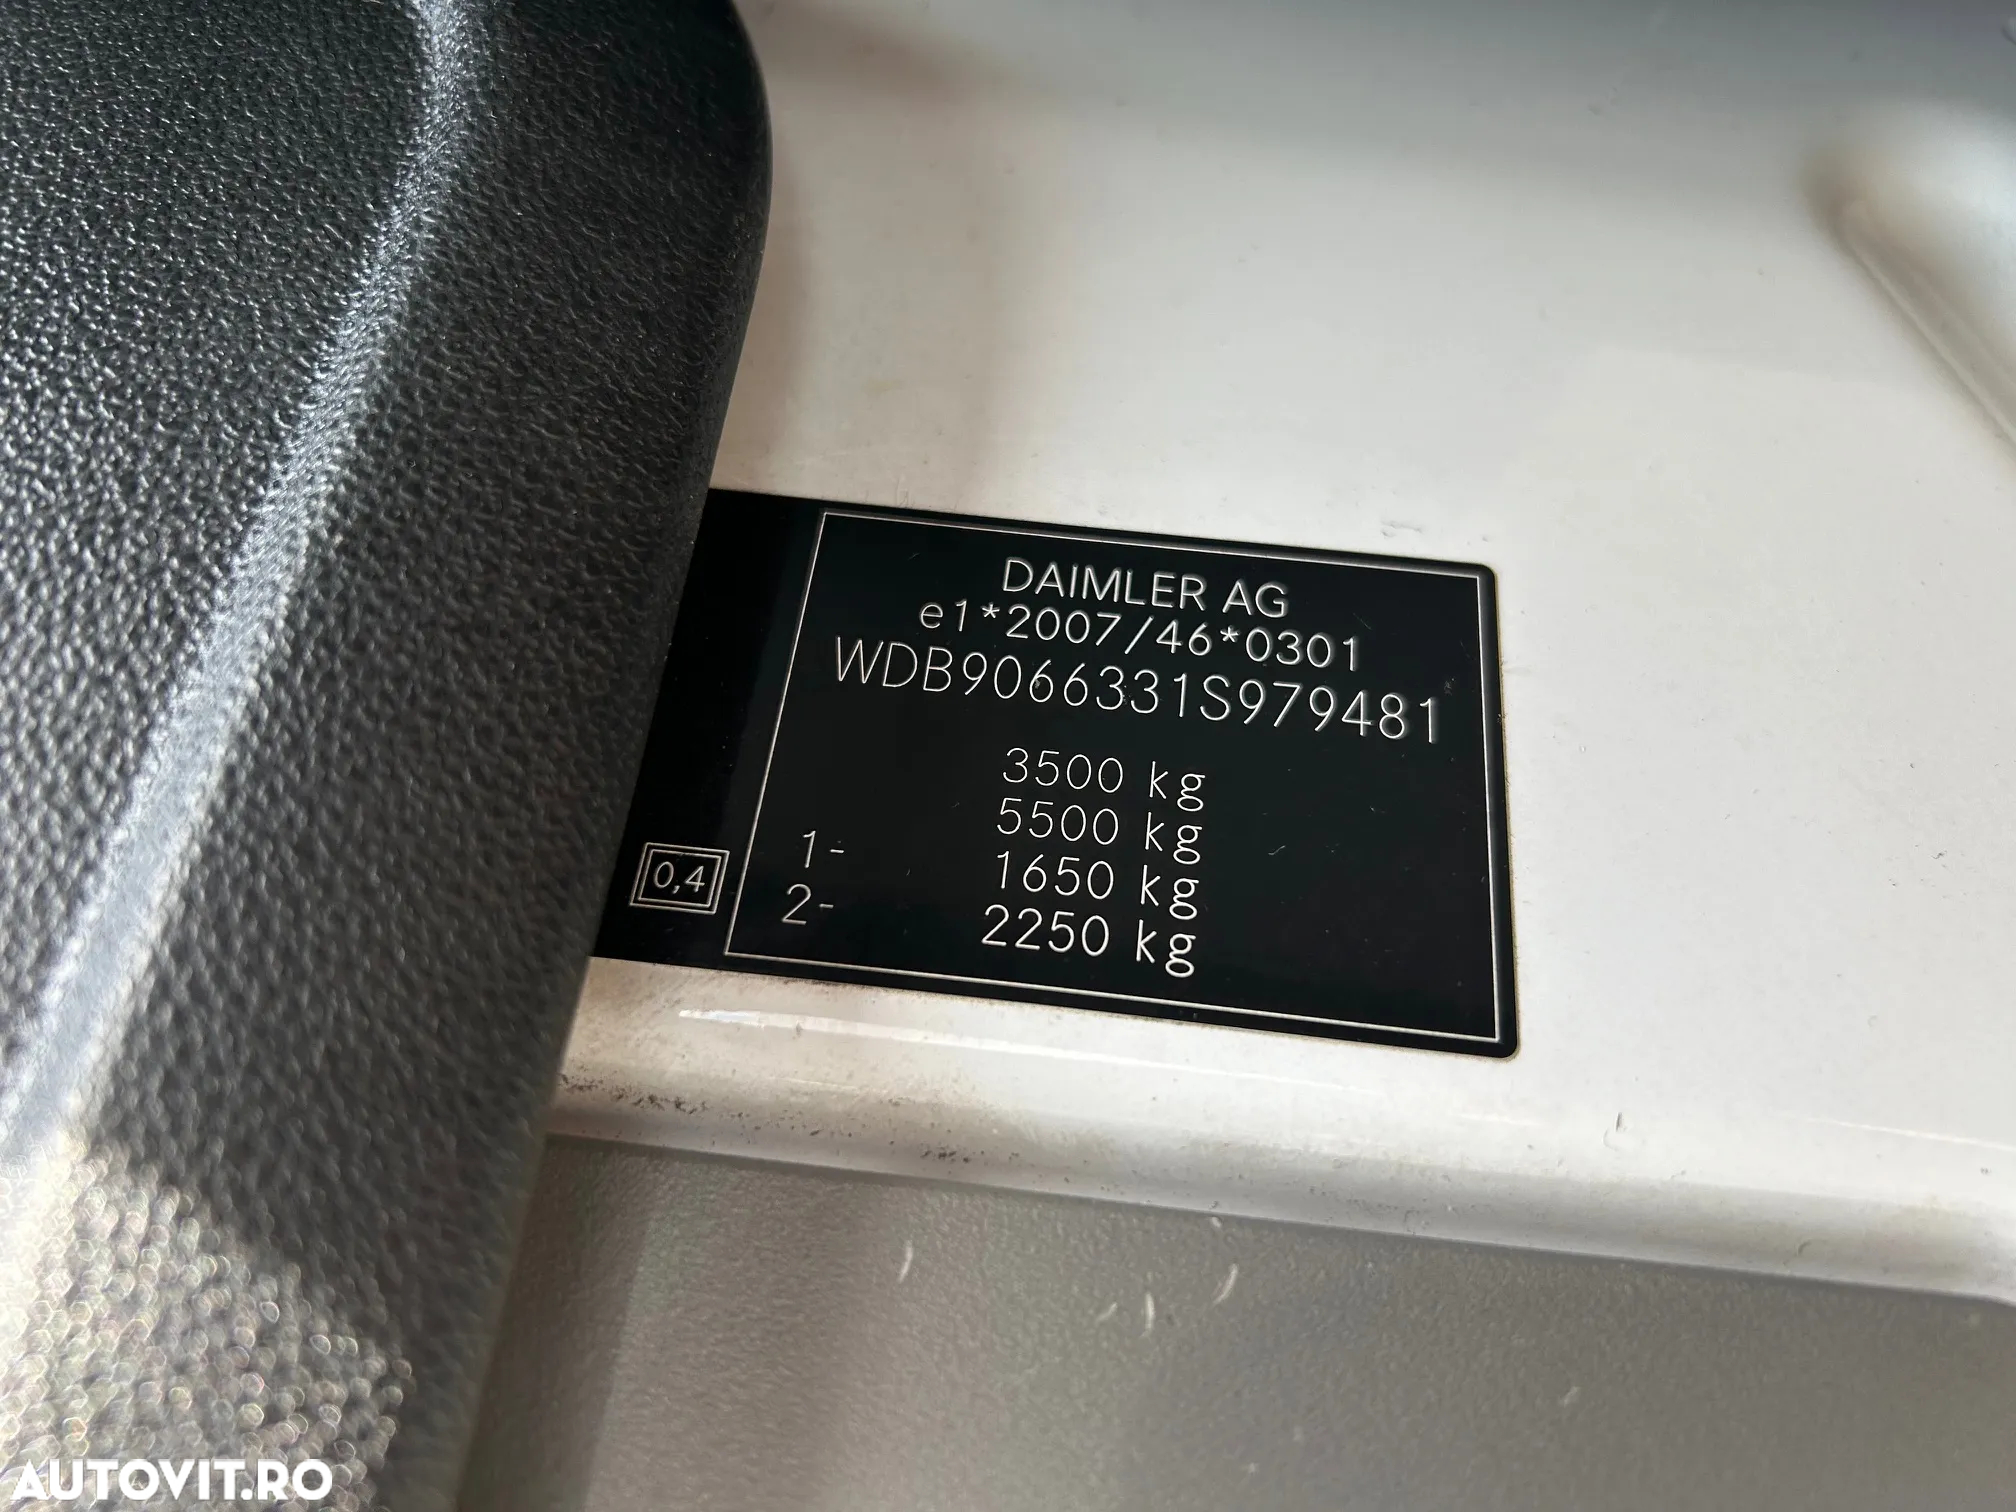 DAIMLER AG
e1*2007/46*0301
WDB9066331S979481
3500 kg
5500 kg
1- 1650 kg
2- 2250 kg
0,4
AUTOVIT.RO